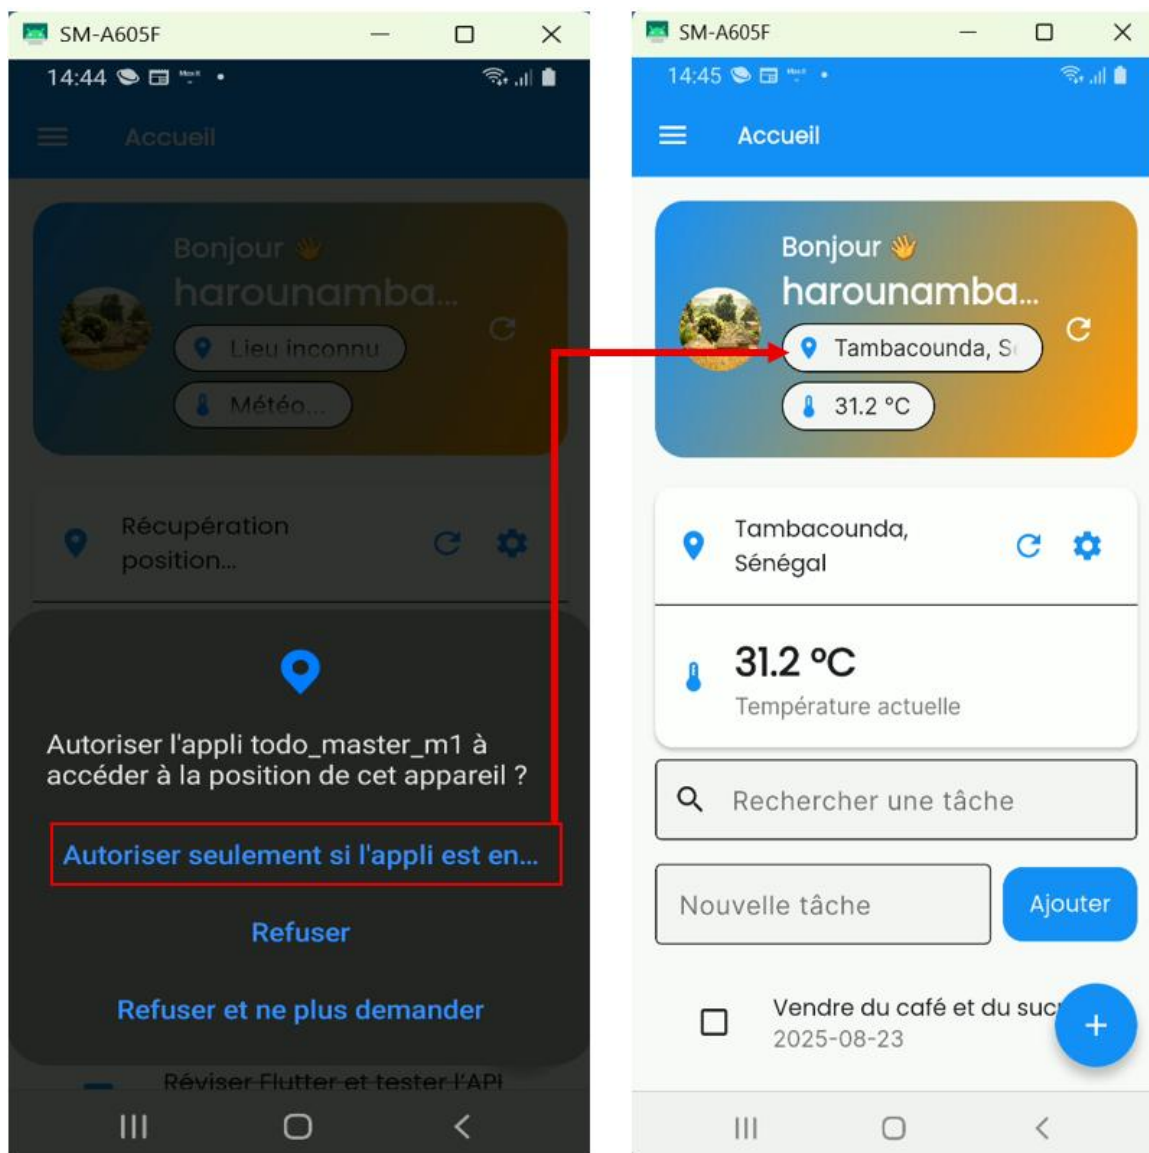 SM-A605F
14:44
Accueil
Bonjour 👋
harounamba...
Lieu inconnu
Météo...
Récupération
position...
Autoriser l'appli todo_master_m1 à
accéder à la position de cet appareil ?
Autoriser seulement si l'appli est en...
Refuser
Refuser et ne plus demander
Réviser Flutter et tester l'API
SM-A605F
14:45
Accueil
Bonjour 👋
harounamba...
Tambacounda, S
31.2 °C
Tambacounda,
Sénégal
31.2 °C
Température actuelle
Rechercher une tâche
Nouvelle tâche
Ajouter
Vendre du café et du suc
2025-08-23
+